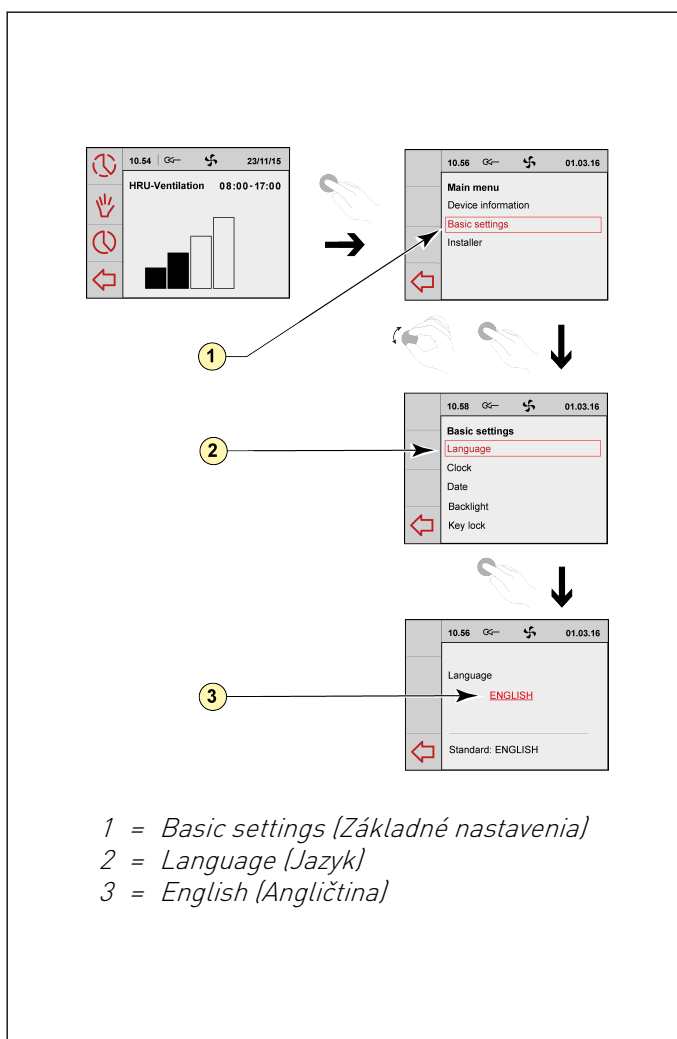 10.54 23/11/15
HRU-Ventilation 08:00-17:00
10.56 01.03.16
Main menu
Device information
Basic settings
Installer
1
10.58 01.03.16
Basic settings
Language
Clock
Date
Backlight
Key lock
2
10.56 01.03.16
Language
ENGLISH
Standard: ENGLISH
3
1 = Basic settings (Základné nastavenia)
2 = Language (Jazyk)
3 = English (Angličtina)